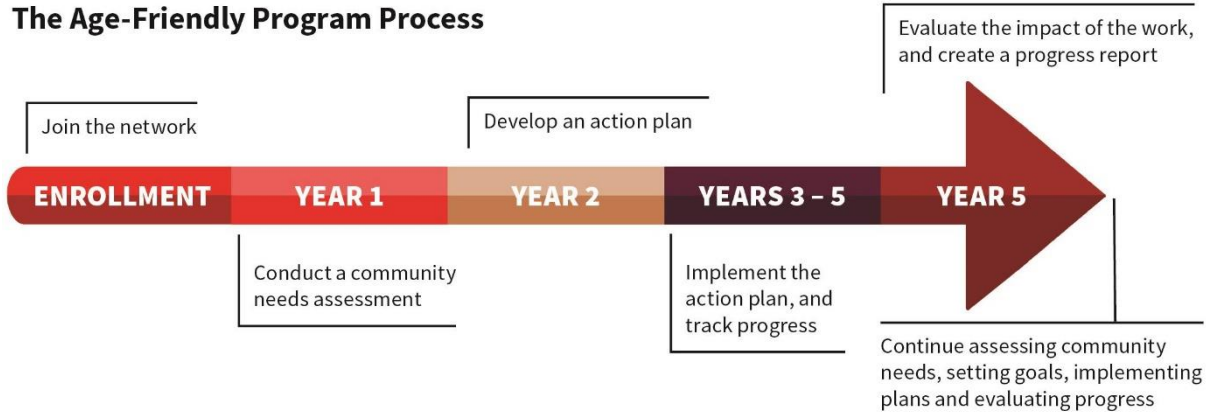 The Age-Friendly Program Process
Join the network
Develop an action plan
Evaluate the impact of the work,
and create a progress report
ENROLLMENT
YEAR 1
YEAR 2
YEARS 3 – 5
YEAR 5
Conduct a community
needs assessment
Implement the
action plan, and
track progress
Continue assessing community
needs, setting goals, implementing
plans and evaluating progress